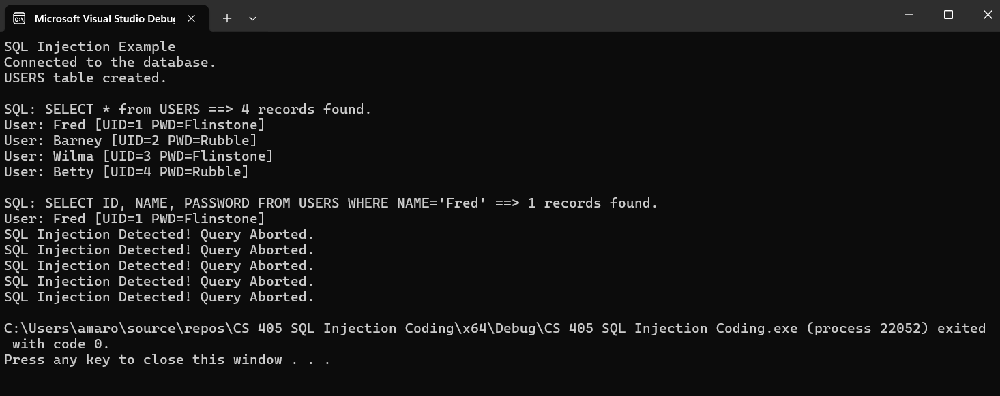 Microsoft Visual Studio Debug
SQL Injection Example
Connected to the database.
USERS table created.
SQL: SELECT * from USERS ==> 4 records found.
User: Fred [UID=1 PWD=Flinstone]
User: Barney [UID=2 PWD=Rubble]
User: Wilma [UID=3 PWD=Flinstone]
User: Betty [UID=4 PWD=Rubble]
SQL: SELECT ID, NAME, PASSWORD FROM USERS WHERE NAME='Fred' ==> 1 records found.
User: Fred [UID=1 PWD=Flinstone]
SQL Injection Detected! Query Aborted.
SQL Injection Detected! Query Aborted.
SQL Injection Detected! Query Aborted.
SQL Injection Detected! Query Aborted.
SQL Injection Detected! Query Aborted.
C:\Users\amaro\source\repos\CS 405 SQL Injection Coding\x64\Debug\CS 405 SQL Injection Coding.exe (process 22052) exited
with code 0.
Press any key to close this window . . .